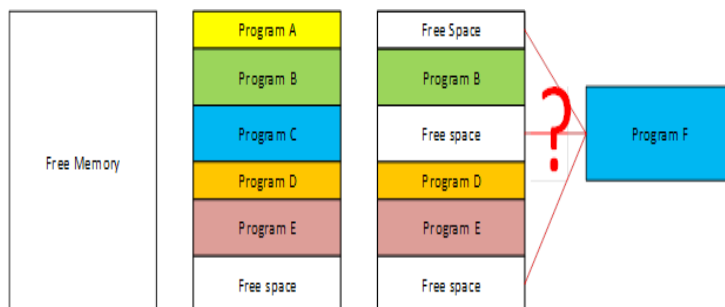 Free Memory
Program A
Program B
Program C
Program D
Program E
Free space
Free Space
Program B
Free space
Program D
Program E
Free space
?
Program F